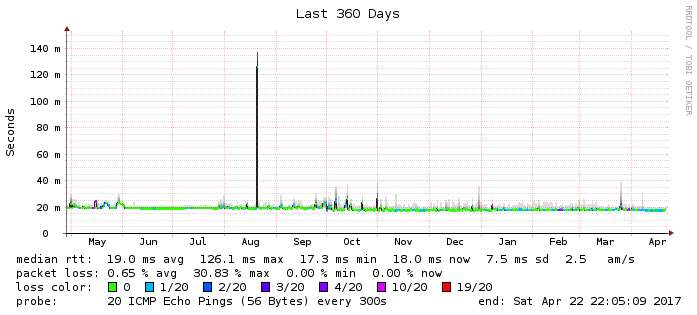 Last 360 Days
RRDTOOL / TOBI OETIKER
Seconds
140 m
120 m
100 m
80 m
60 m
40 m
20 m
0
May Jun Jul Aug Sep Oct Nov Dec Jan Feb Mar Apr
median rtt: 19.0 ms avg 126.1 ms max 17.3 ms min 18.0 ms now 7.5 ms sd 2.5 am/s
packet loss: 0.65 % avg 30.83 % max 0.00 % min 0.00 % now
loss color: 0 1/20 2/20 3/20 4/20 10/20 19/20
probe: 20 ICMP Echo Pings (56 Bytes) every 300s end: Sat Apr 22 22:05:09 2017